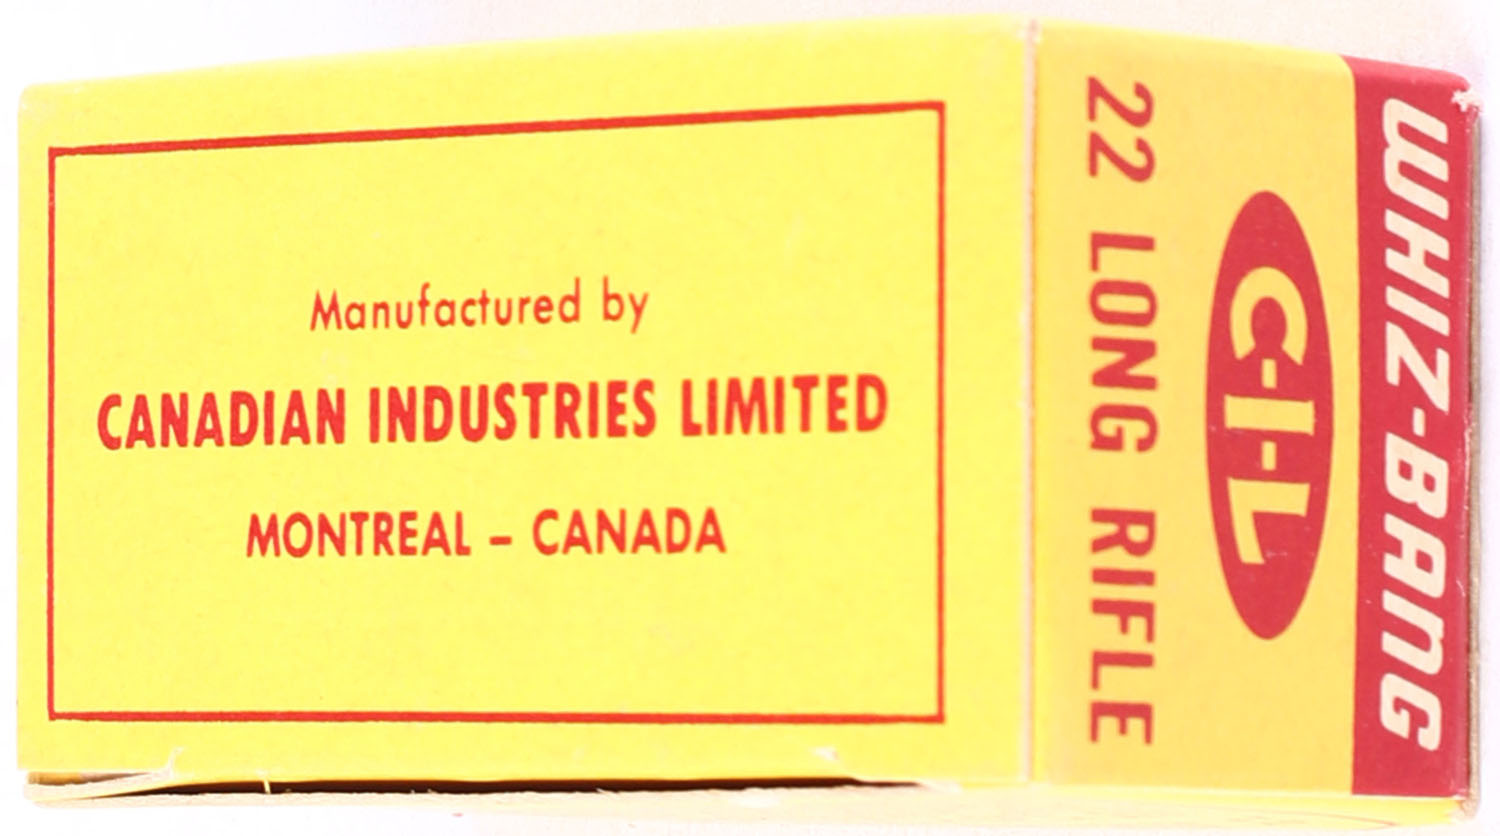 Manufactured by
CANADIAN INDUSTRIES LIMITED
MONTREAL – CANADA
WHIZ-BANG
C-I-L
22 LONG RIFLE